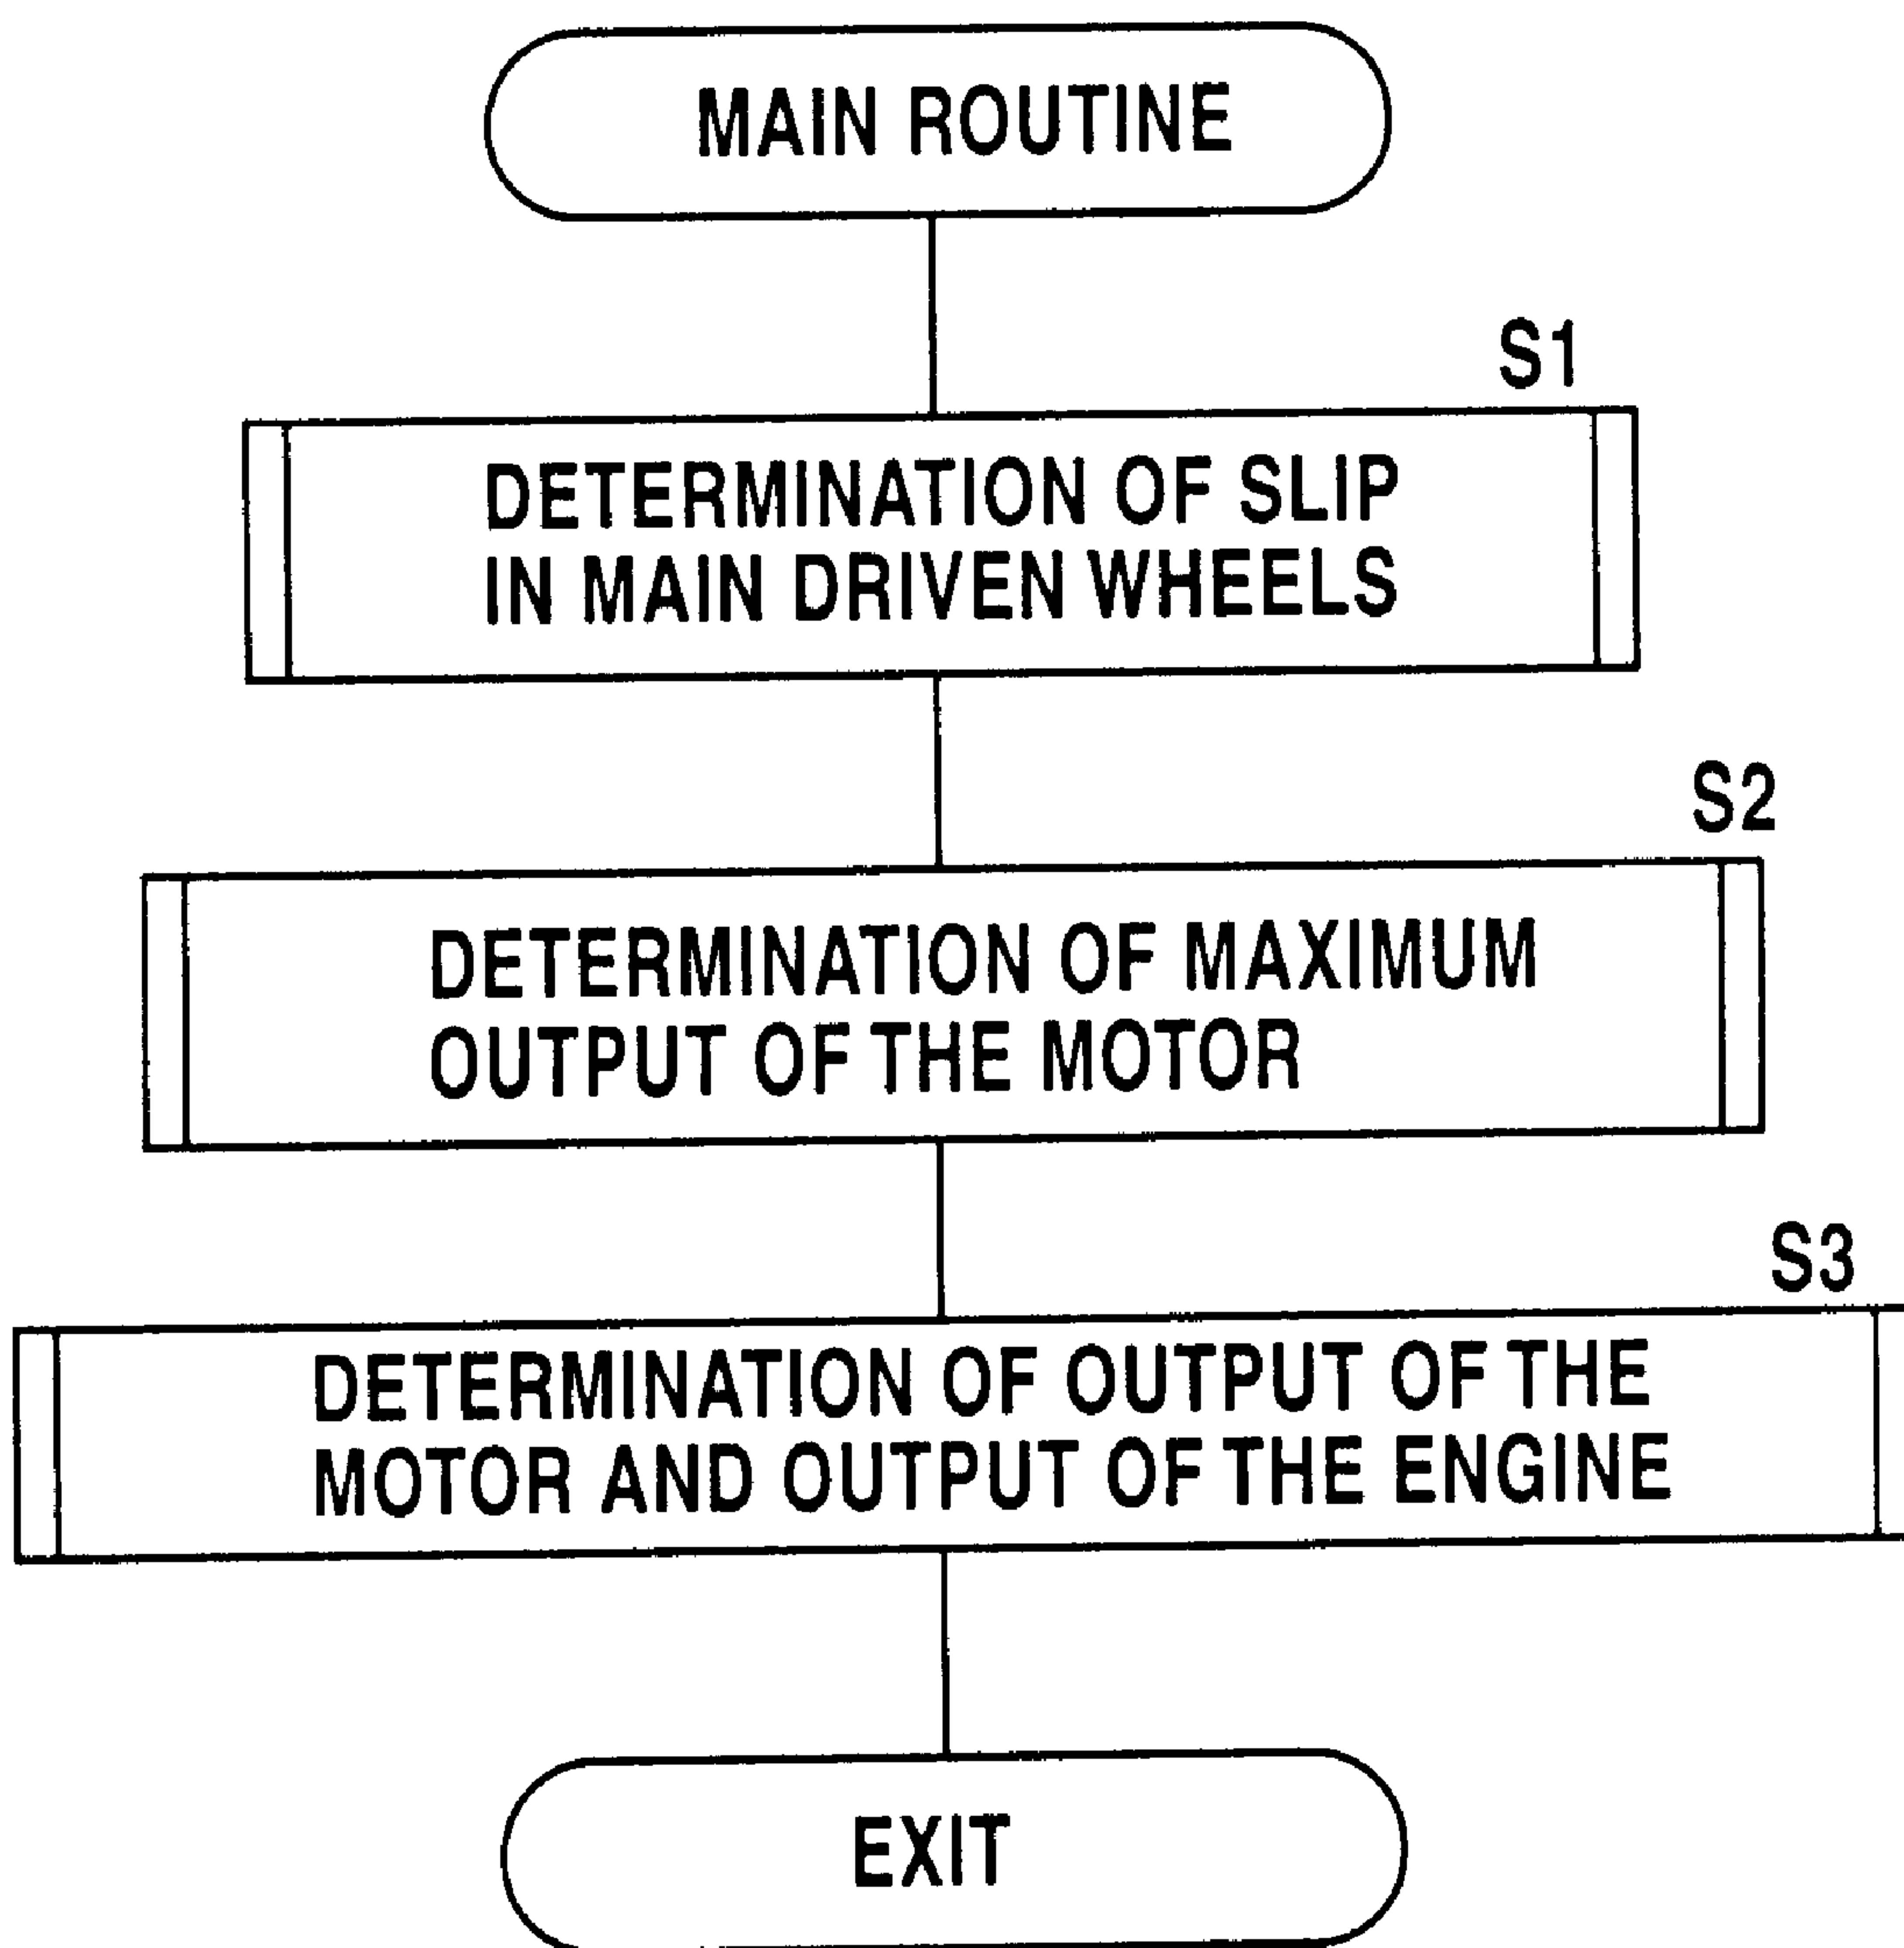 MAIN ROUTINE
S1
DETERMINATION OF SLIP
IN MAIN DRIVEN WHEELS
S2
DETERMINATION OF MAXIMUM
OUTPUT OF THE MOTOR
S3
DETERMINATION OF OUTPUT OF THE
MOTOR AND OUTPUT OF THE ENGINE
EXIT